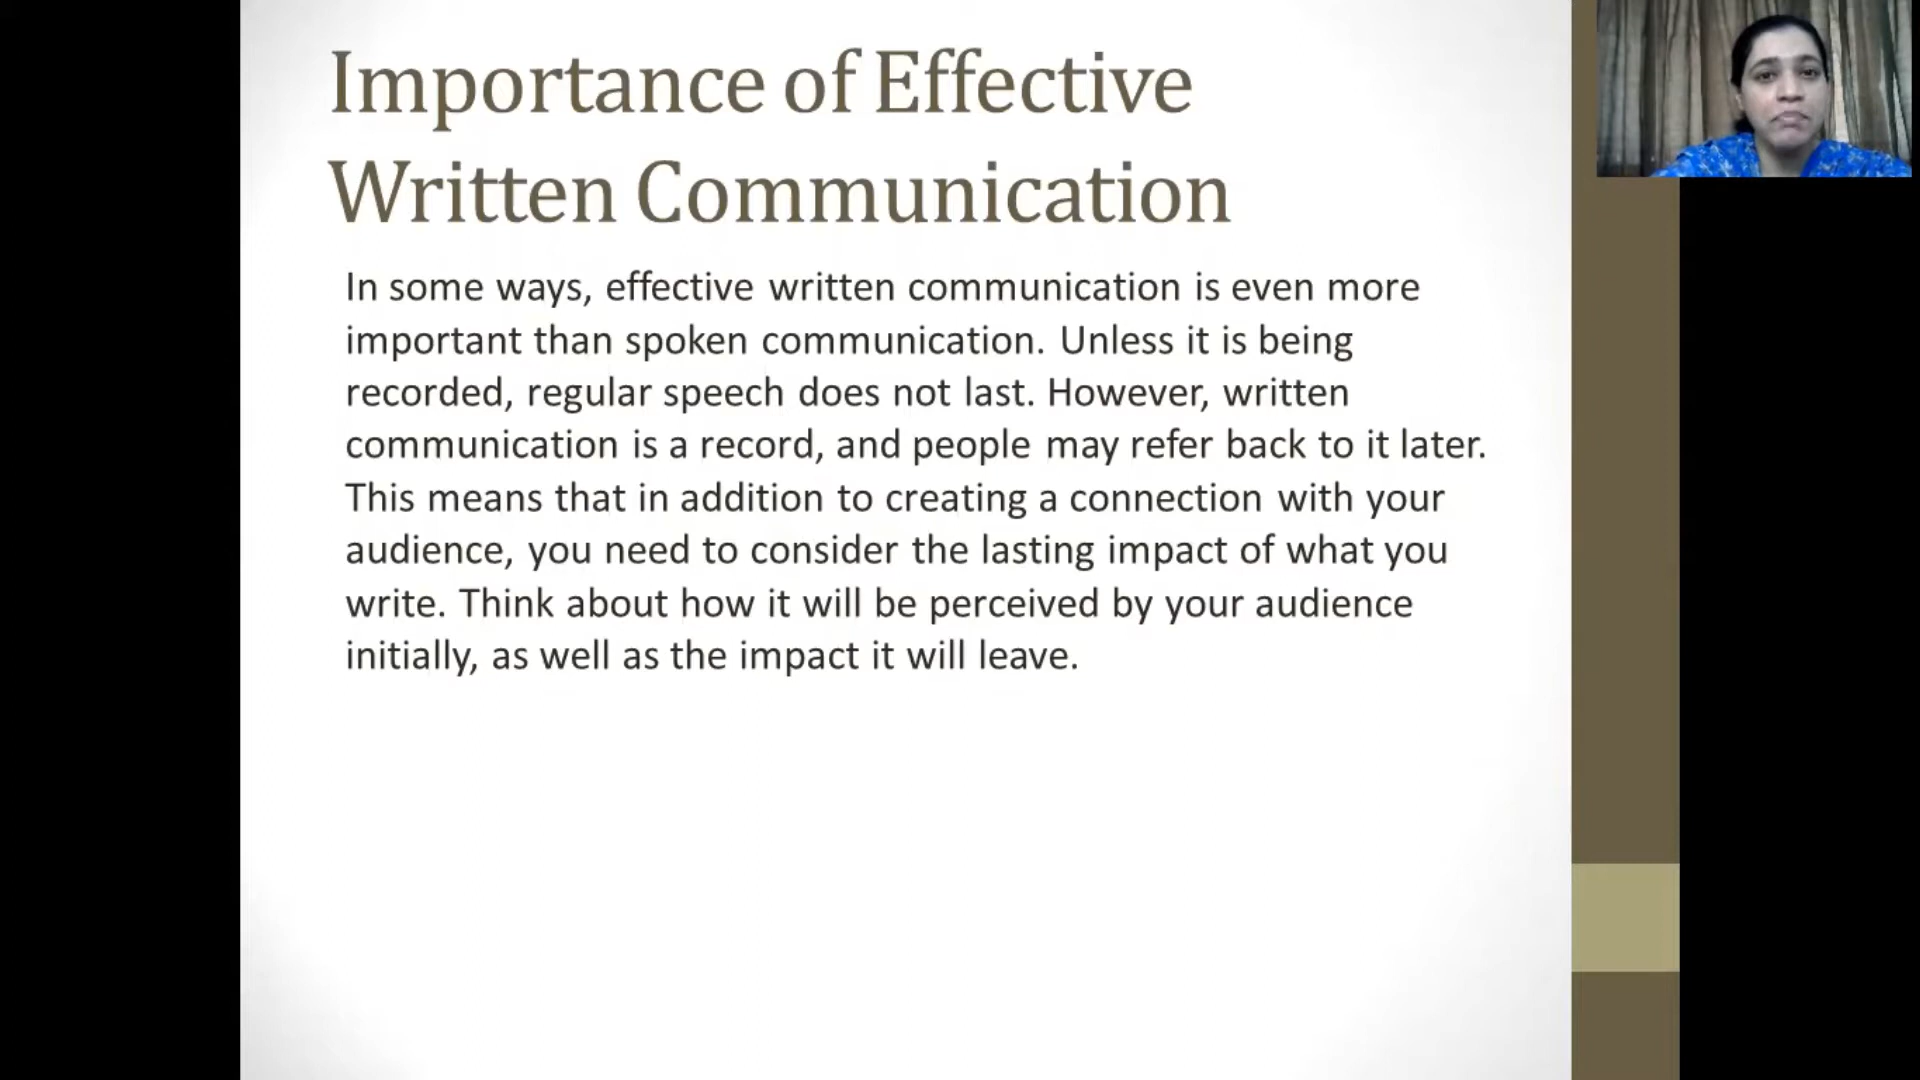 Importance of Effective
Written Communication
In some ways, effective written communication is even more
important than spoken communication. Unless it is being
recorded, regular speech does not last. However, written
communication is a record, and people may refer back to it later.
This means that in addition to creating a connection with your
audience, you need to consider the lasting impact of what you
write. Think about how it will be perceived by your audience
initially, as well as the impact it will leave.